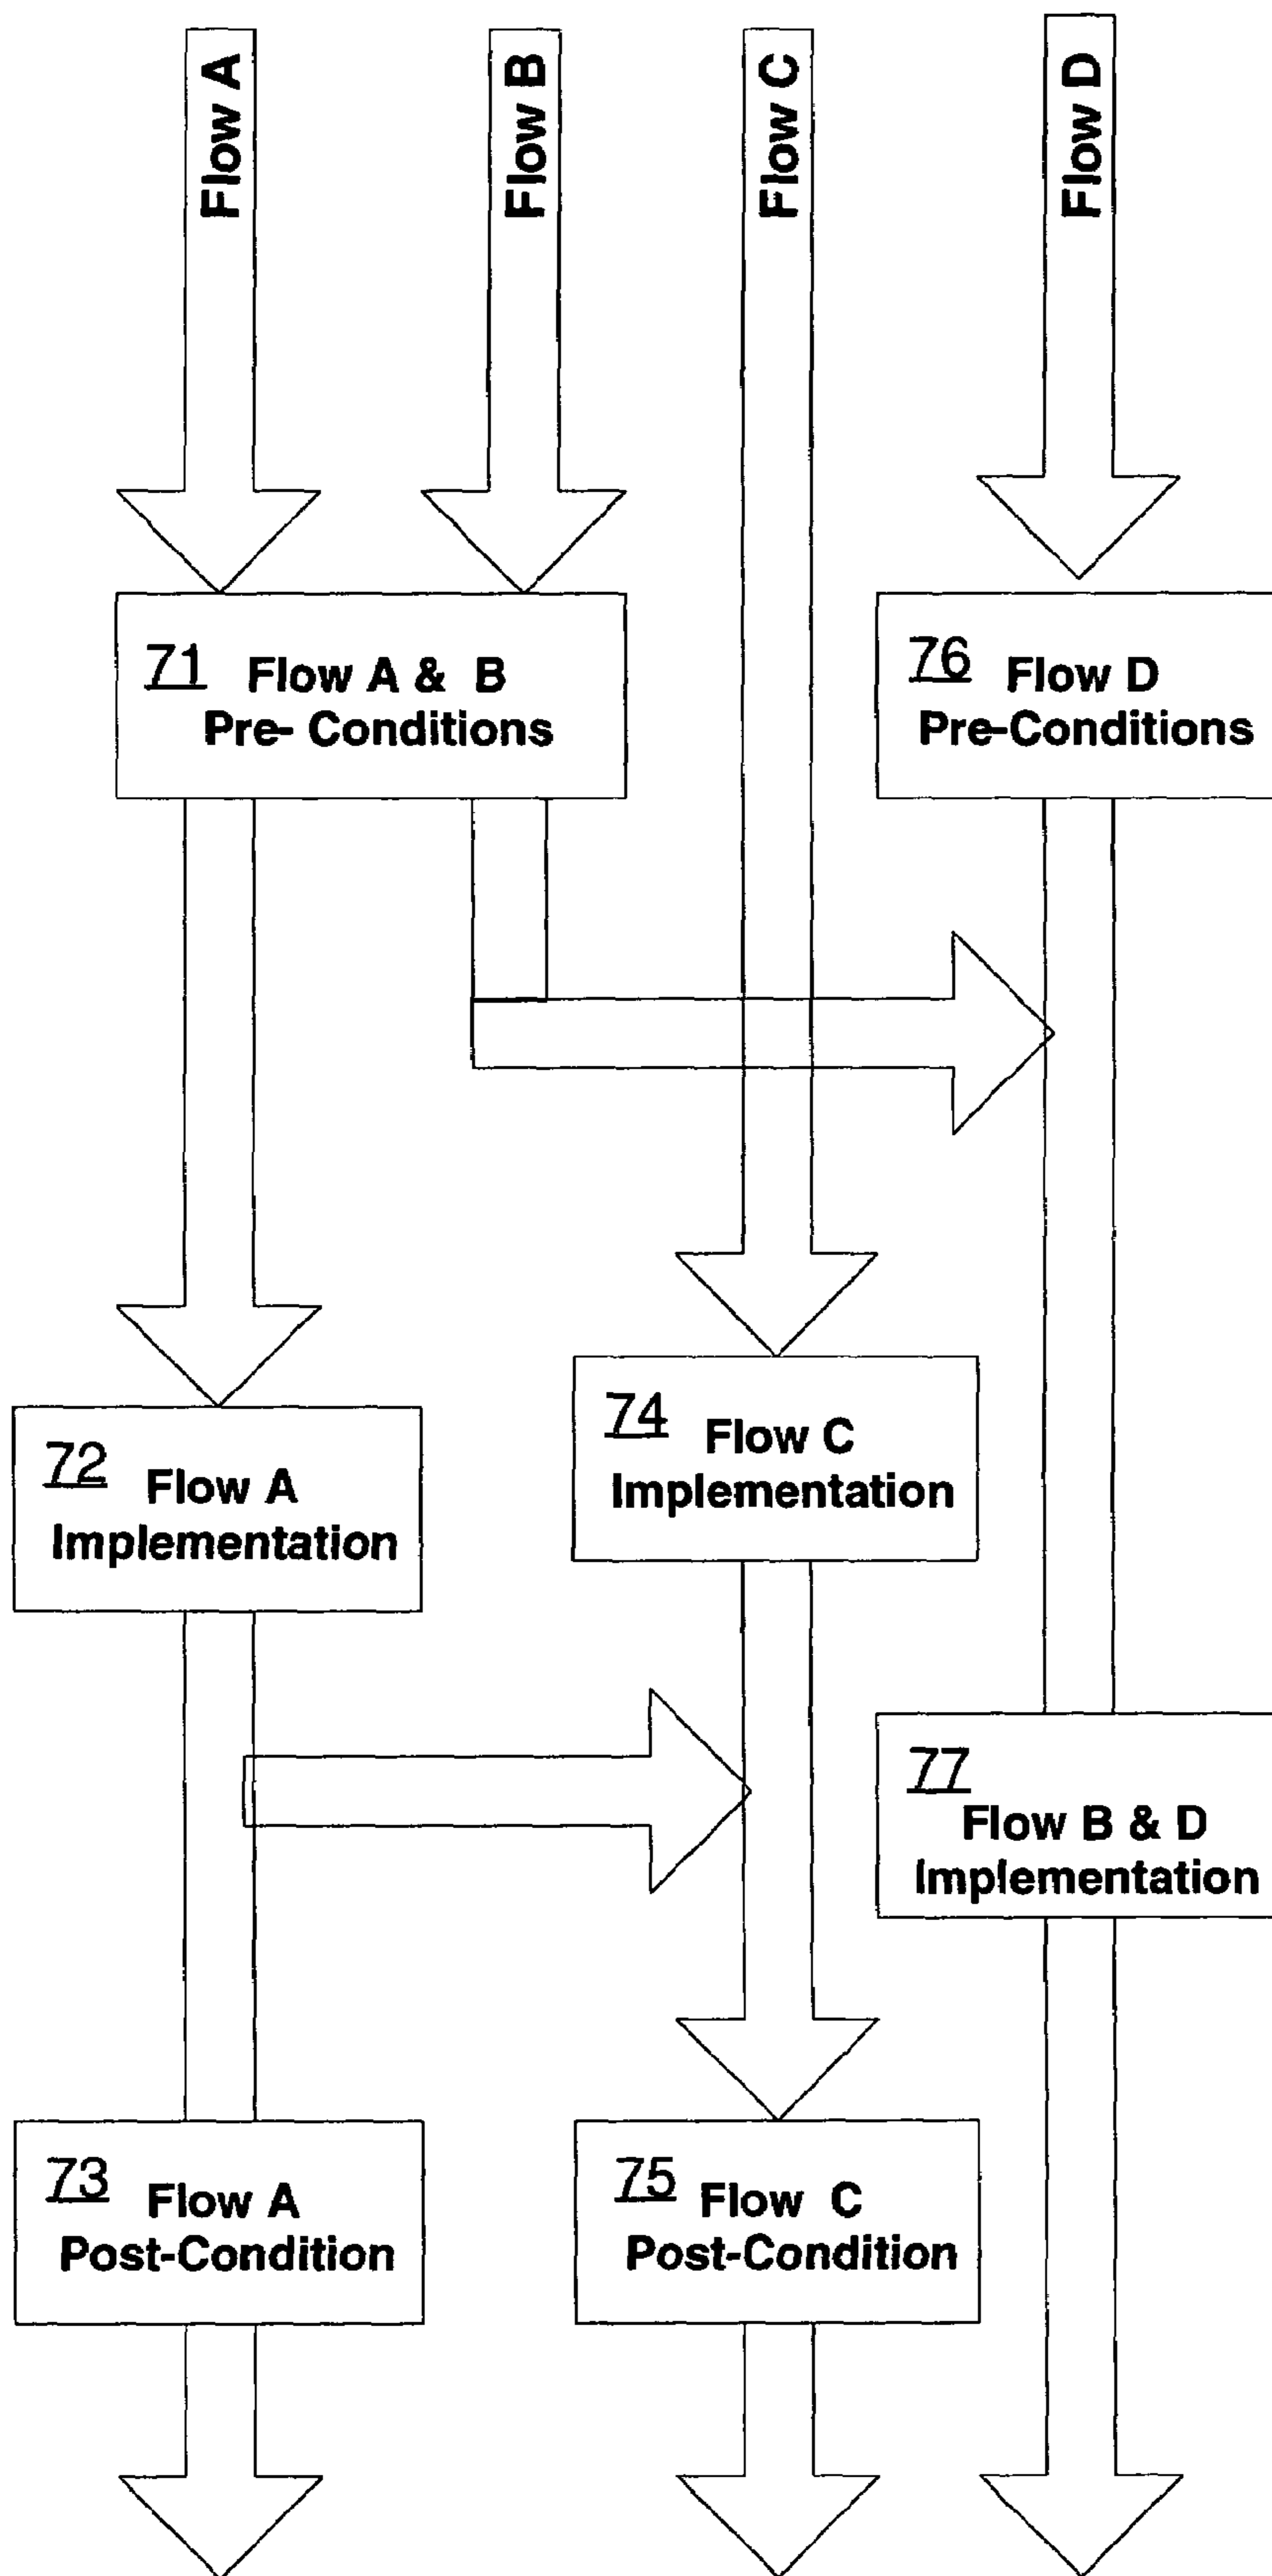 Flow A
Flow B
Flow C
Flow D
71 Flow A & B
Pre- Conditions
76 Flow D
Pre-Conditions
74 Flow C
Implementation
72 Flow A
Implementation
77
Flow B & D
Implementation
73 Flow A
Post-Condition
75 Flow C
Post-Condition